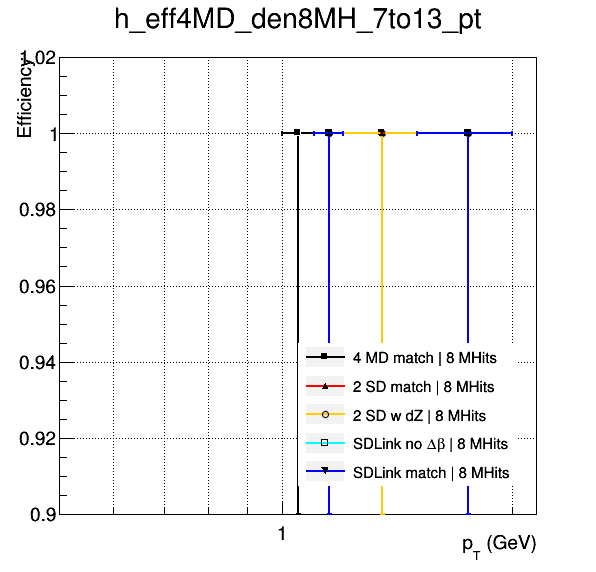 h_eff4MD_den8MH_7to13_pt
Efficiency
1.02
1
0.98
0.96
0.94
0.92
0.9
4 MD match | 8 MHits
2 SD match | 8 MHits
2 SD w dZ | 8 MHits
SDLink no Δβ | 8 MHits
SDLink match | 8 MHits
1
p_T (GeV)